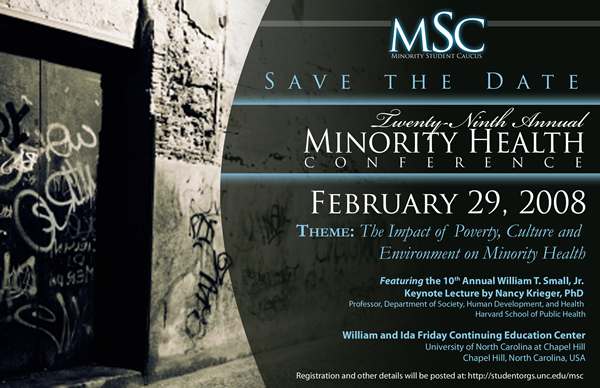 MSC
MINORITY STUDENT CAUCUS
SAVE THE DATE
Twenty-Ninth Annual
MINORITY HEALTH
CONFERENCE
FEBRUARY 29, 2008
THEME: The Impact of Poverty, Culture and
Environment on Minority Health
Featuring the 10th Annual William T. Small, Jr.
Keynote Lecture by Nancy Krieger, PhD
Professor, Department of Society, Human Development, and Health
Harvard School of Public Health
William and Ida Friday Continuing Education Center
University of North Carolina at Chapel Hill
Chapel Hill, North Carolina, USA
Registration and other details will be posted at: http://studentorgs.unc.edu/msc